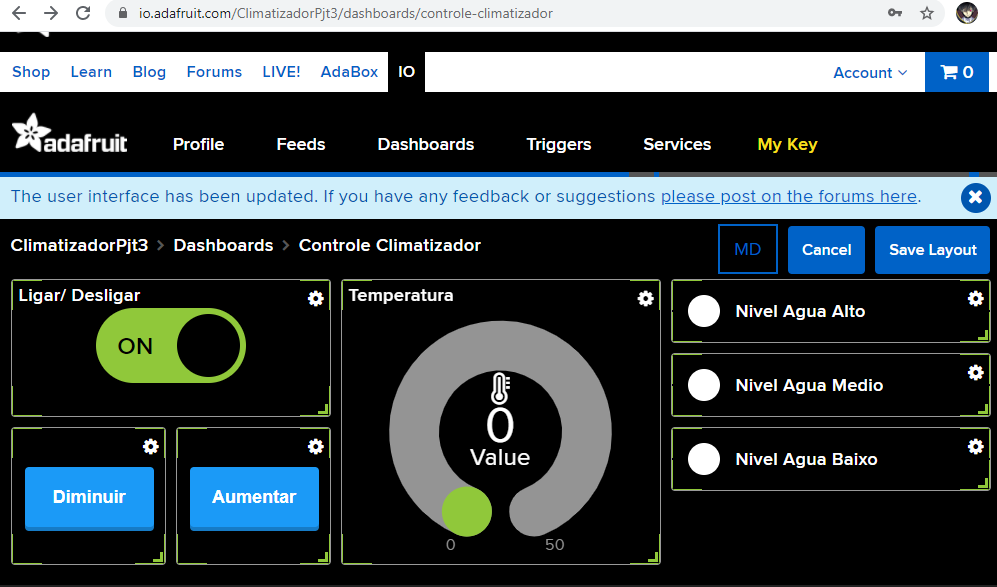 io.adafruit.com/ClimatizadorPjt3/dashboards/controle-climatizador
Shop Learn Blog Forums LIVE! AdaBox IO Account 0
adafruit Profile Feeds Dashboards Triggers Services My Key
The user interface has been updated. If you have any feedback or suggestions please post on the forums here.
ClimatizadorPjt3 > Dashboards > Controle Climatizador MD Cancel Save Layout
Ligar/ Desligar
ON
Diminuir
Aumentar
Temperatura
0
Value
0 50
Nivel Agua Alto
Nivel Agua Medio
Nivel Agua Baixo